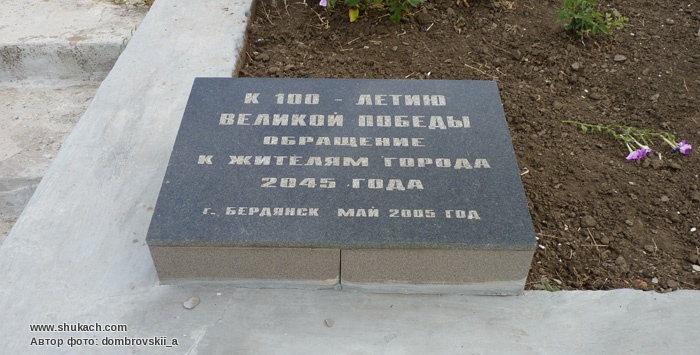 К 100 - ЛЕТИЮ
ВЕЛИКОЙ ПОБЕДЫ
ОБРАЩЕНИЕ
К ЖИТЕЛЯМ ГОРОДА
2045 ГОДА
г. БЕРДЯНСК МАЙ 2005 ГОД
www.shukach.com
Автор фото: dombrovskii_a